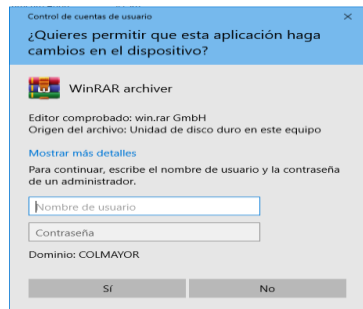 Control de cuentas de usuario
¿Quieres permitir que esta aplicación haga
cambios en el dispositivo?
WinRAR archiver
Editor comprobado: win.rar GmbH
Origen del archivo: Unidad de disco duro en este equipo
Mostrar más detalles
Para continuar, escribe el nombre de usuario y la contraseña
de un administrador.
Nombre de usuario
Contraseña
Dominio: COLMAYOR
Sí
No